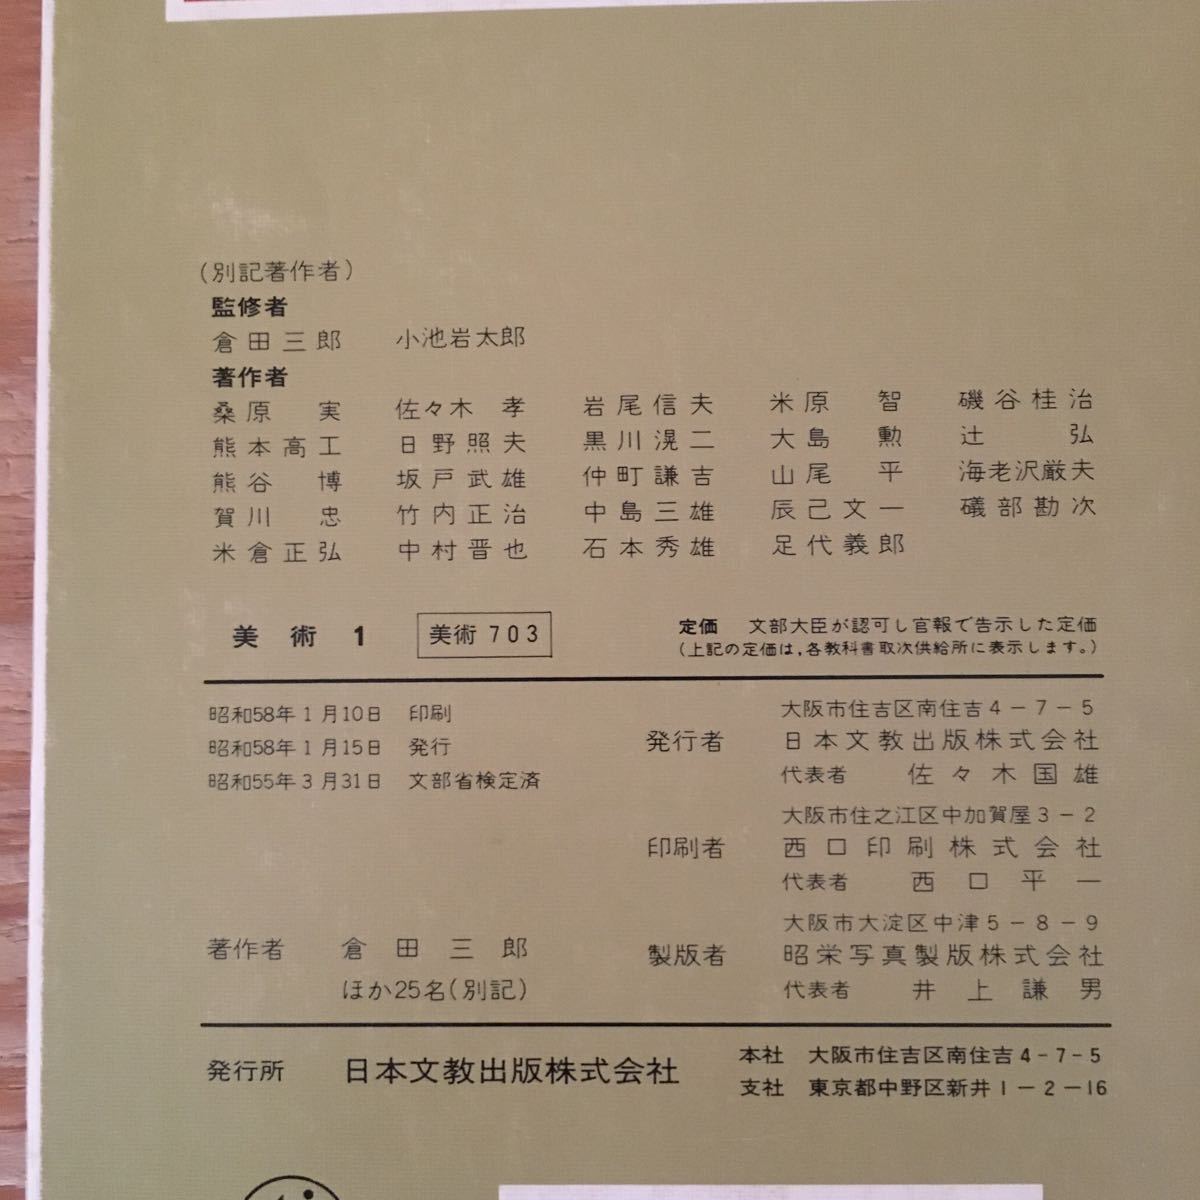 (別記著作者)
監修者
倉田三郎 小池岩太郎
著作者
桑原 実 佐々木 孝 岩尾信夫 米原 智 磯谷桂治
熊本高工 日野照夫 黒川滉二 大島 勲 辻 弘
熊谷 博 坂戸武雄 仲町謙吉 山尾 平 海老沢厳夫
賀川 忠 竹内正治 中島三雄 辰己文一 礒部勘次
米倉正弘 中村晋也 石本秀雄 足代義郎
美術 1 美術 703
定価 文部大臣が認可し官報で告示した定価
(上記の定価は,各教科書取次供給所に表示します。)
昭和58年1月10日 印刷
昭和58年1月15日 発行
昭和55年3月31日 文部省検定済
著作者 倉田三郎
ほか25名(別記)
大阪市住吉区南住吉4-7-5
発行者 日本文教出版株式会社
代表者 佐々木国雄
大阪市住之江区中加賀屋3-2
印刷者 西口印刷株式会社
代表者 西口平一
大阪市大淀区中津5-8-9
製版者 昭栄写真製版株式会社
代表者 井上謙男
発行所 日本文教出版株式会社
本社 大阪市住吉区南住吉4-7-5
支社 東京都中野区新井1-2-16